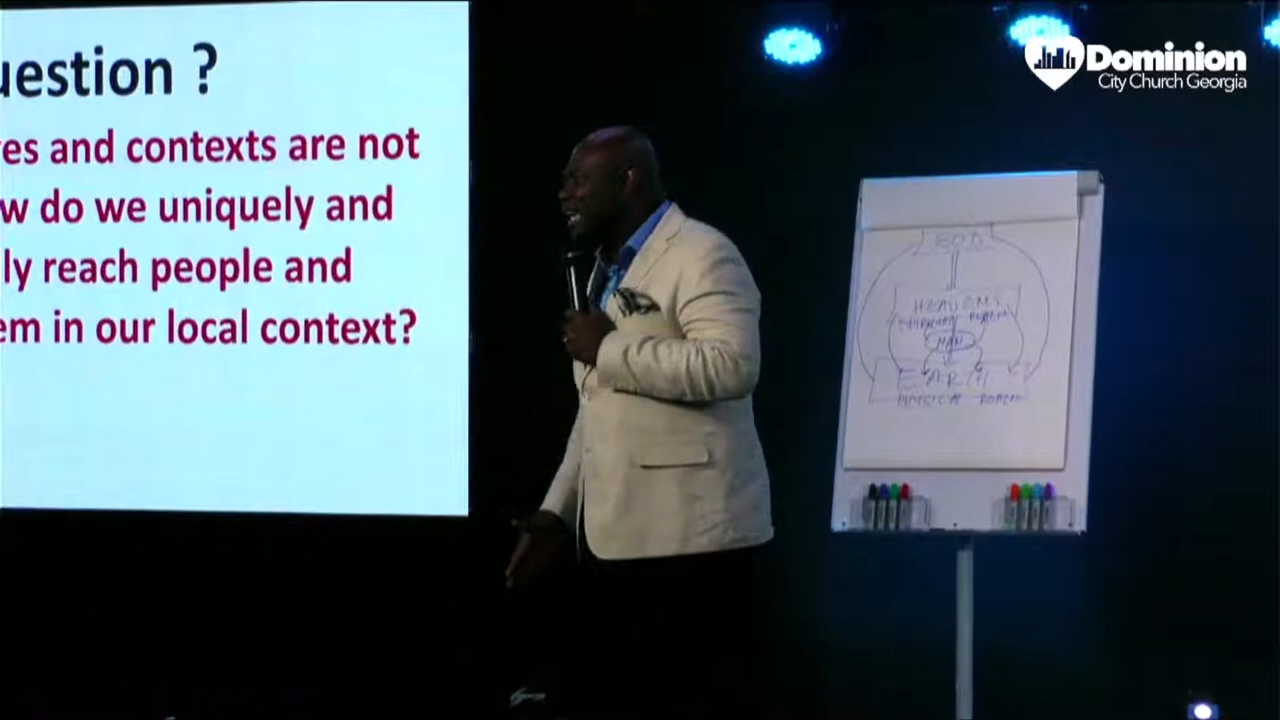 uestion ?
es and contexts are not
w do we uniquely and
ly reach people and
em in our local context?
Dominion
City Church Georgia
GOD
HEAVENS
MAN
EARTH